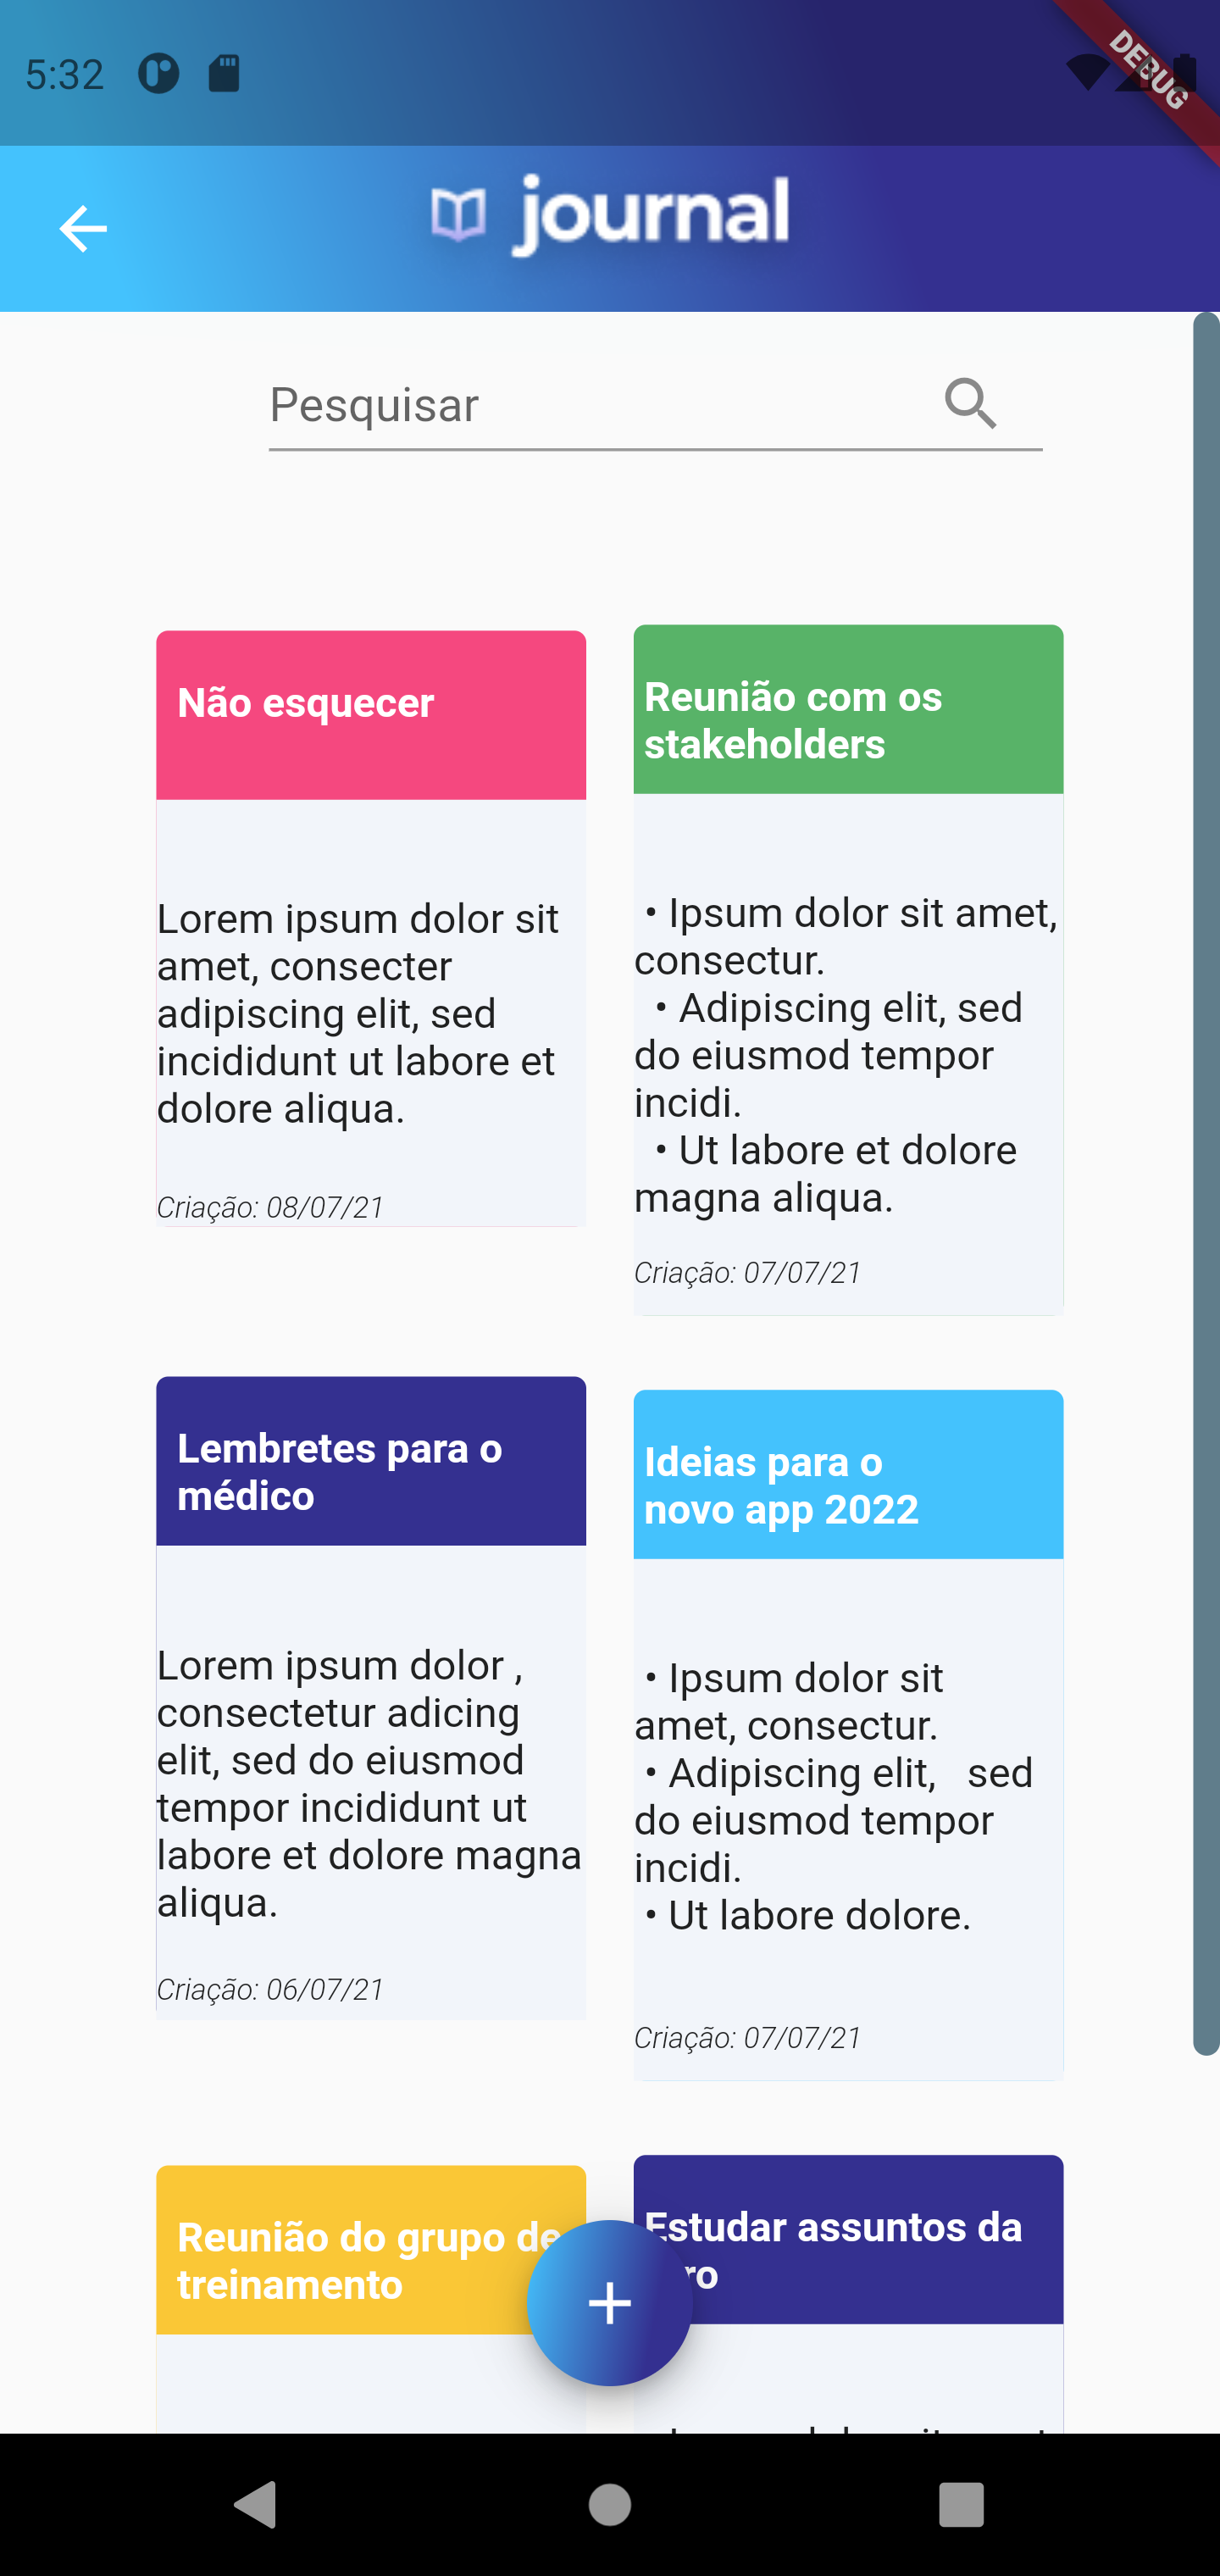 5:32
DEBUG
journal
Pesquisar
Não esquecer
Lorem ipsum dolor sit
amet, consecter
adipiscing elit, sed
incididunt ut labore et
dolore aliqua.
Criação: 08/07/21
Reunião com os
stakeholders
• Ipsum dolor sit amet,
consectur.
• Adipiscing elit, sed
do eiusmod tempor
incidi.
• Ut labore et dolore
magna aliqua.
Criação: 07/07/21
Lembretes para o
médico
Lorem ipsum dolor ,
consectetur adicing
elit, sed do eiusmod
tempor incididunt ut
labore et dolore magna
aliqua.
Criação: 06/07/21
Ideias para o
novo app 2022
• Ipsum dolor sit
amet, consectur.
• Adipiscing elit,   sed
do eiusmod tempor
incidi.
• Ut labore dolore.
Criação: 07/07/21
Reunião do grupo de
treinamento
Estudar assuntos da